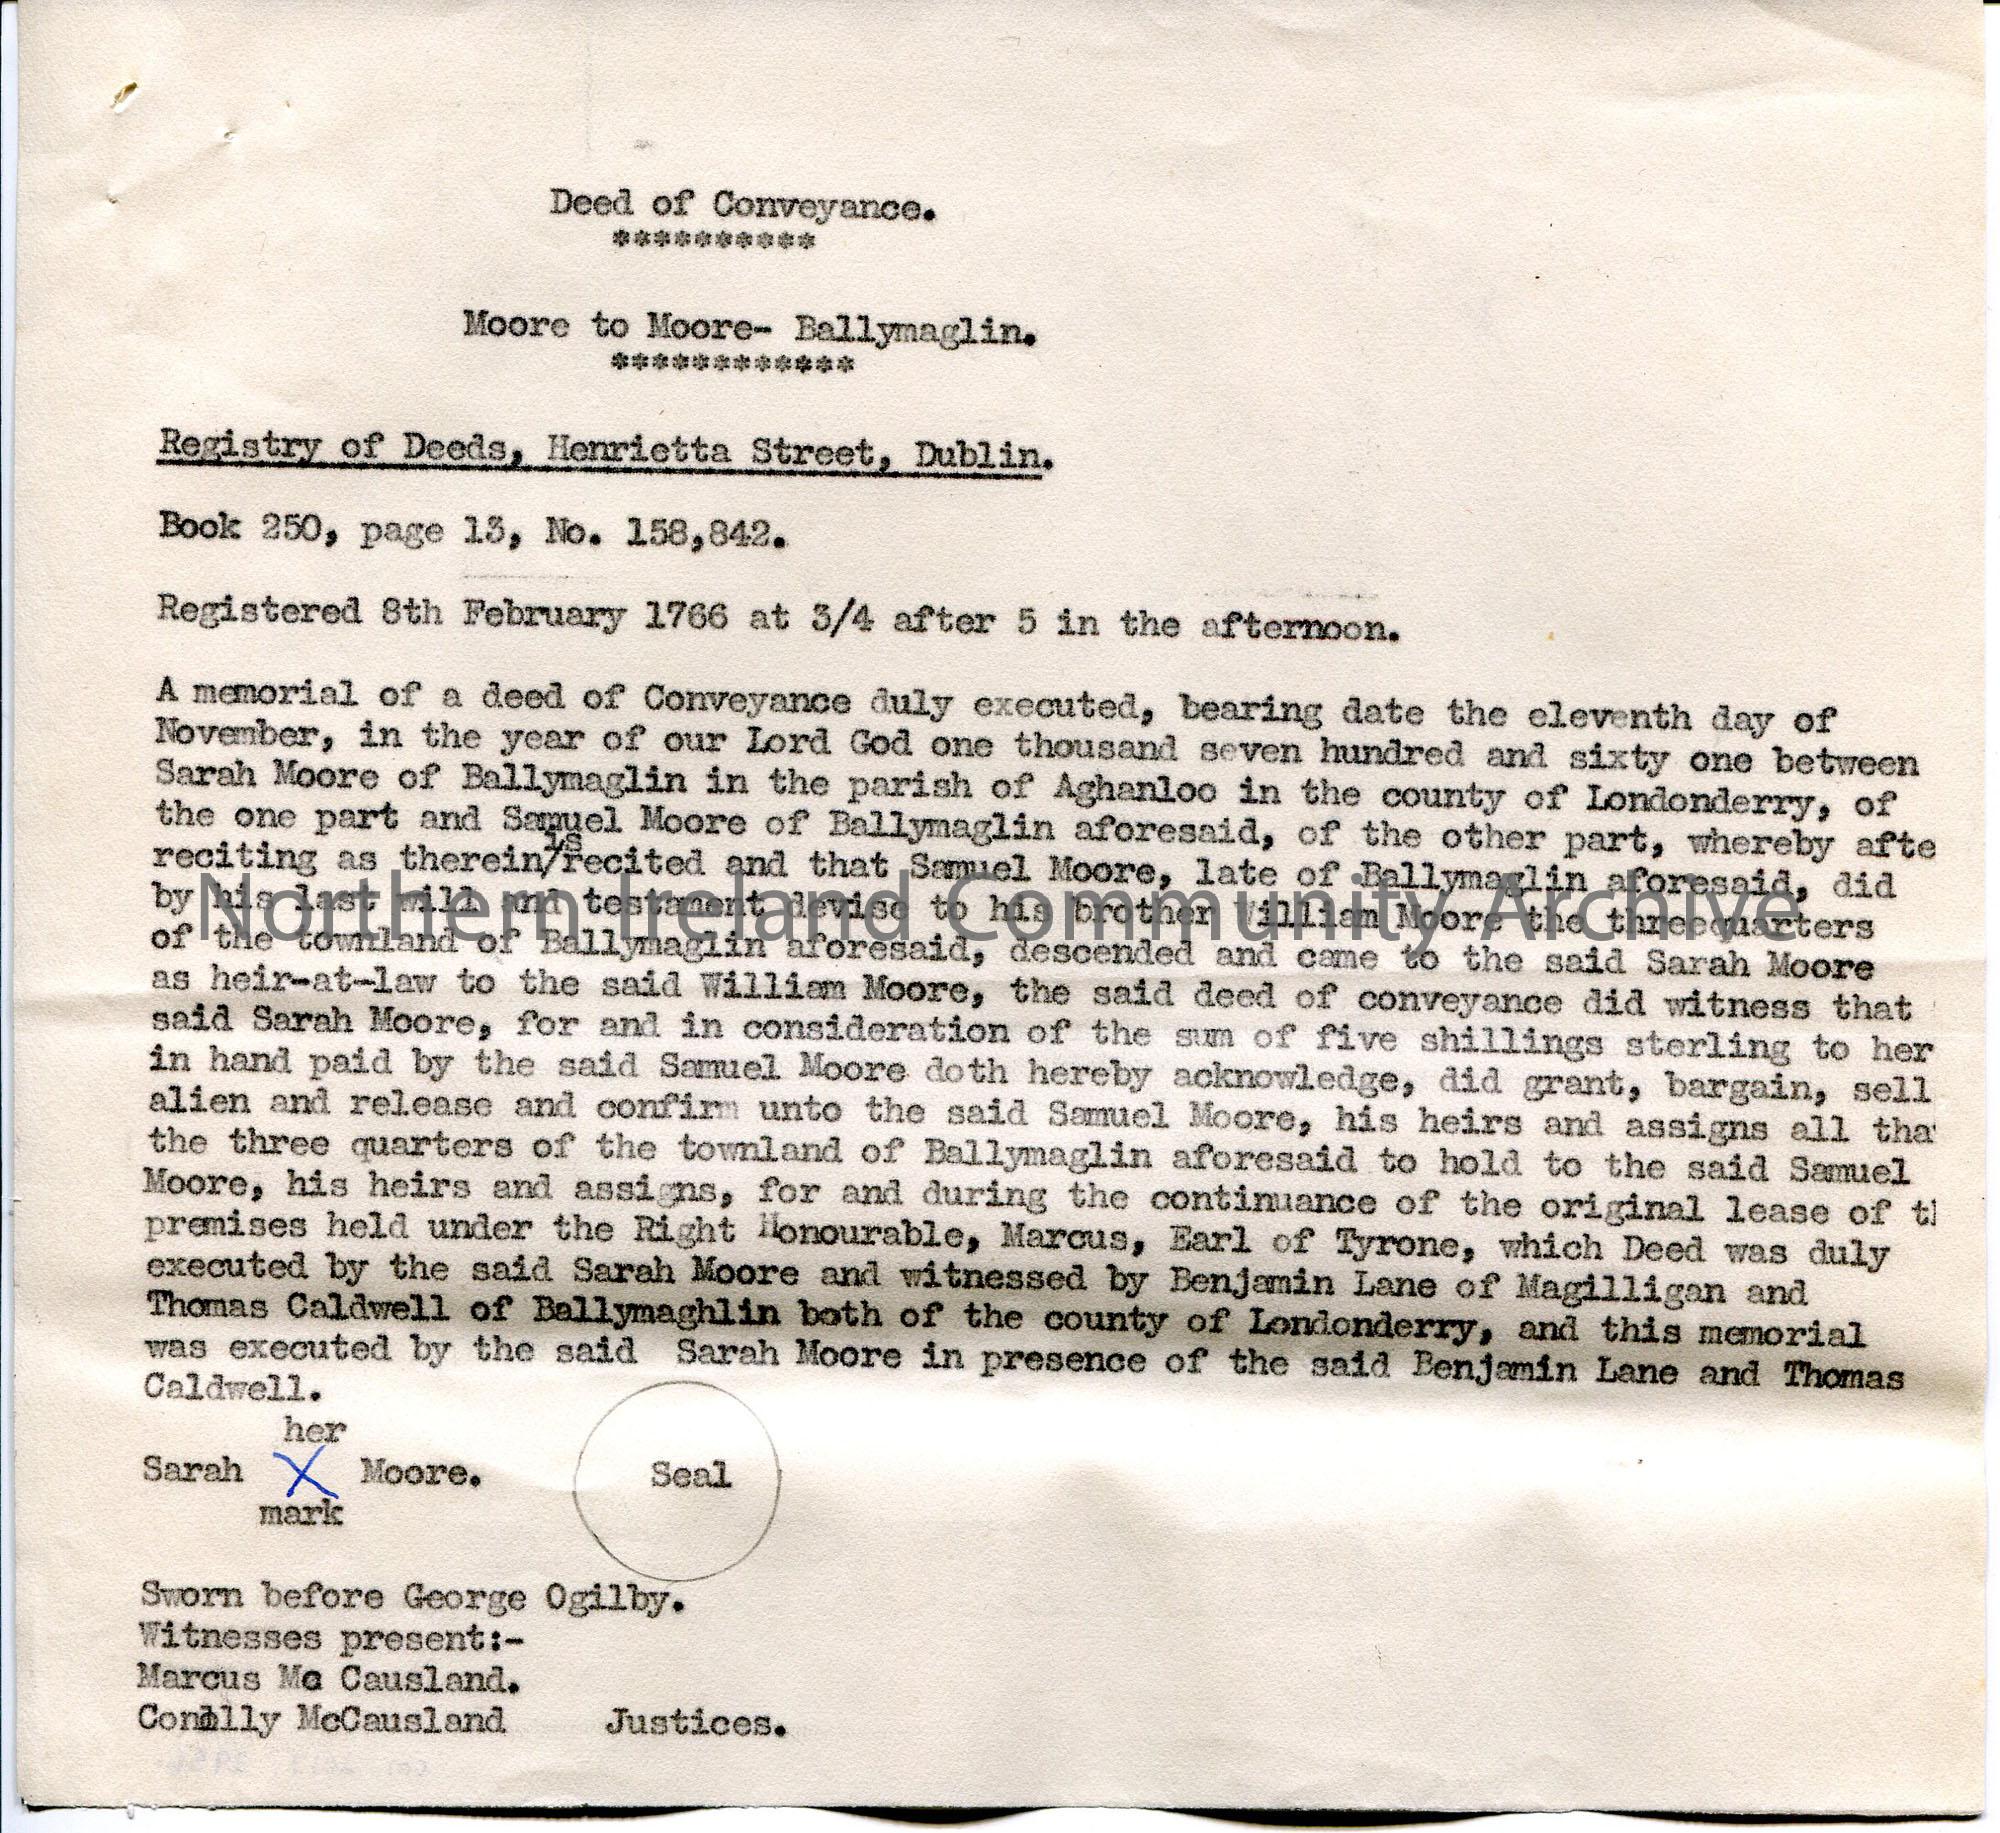 Deed of Conveyance.
**********
Moore to Moore- Ballymaglin.
************
Registry of Deeds, Henrietta Street, Dublin.
Book 250, page 13, No. 158,842.
Registered 8th February 1766 at 3/4 after 5 in the afternoon.
A memorial of a deed of Conveyance duly executed, bearing date the eleventh day of
November, in the year of our Lord God one thousand seven hundred and sixty one between
Sarah Moore of Ballymaglin in the parish of Aghanloo in the county of Londonderry, of
the one part and Samuel Moore of Ballymaglin aforesaid, of the other part, whereby afte
is
reciting as therein/recited and that Samuel Moore, late of Ballymaglin aforesaid, did
by his last will and testament devise to his brother William Moore the threequarters
Northern Ireland Community Archive
of the townland of Ballymaglin aforesaid, descended and came to the said Sarah Moore
as heir-at-law to the said William Moore, the said deed of conveyance did witness that
said Sarah Moore, for and in consideration of the sum of five shillings sterling to her
in hand paid by the said Samuel Moore doth hereby acknowledge, did grant, bargain, sell
alien and release and confirm unto the said Samuel Moore, his heirs and assigns all tha
the three quarters of the townland of Ballymaglin aforesaid to hold to the said Samuel
Moore, his heirs and assigns, for and during the continuance of the original lease of th
premises held under the Right Honourable, Marcus, Earl of Tyrone, which Deed was duly
executed by the said Sarah Moore and witnessed by Benjamin Lane of Magilligan and
Thomas Caldwell of Ballymaghlin both of the county of Londonderry, and this memorial
was executed by the said Sarah Moore in presence of the said Benjamin Lane and Thomas
Caldwell.
her
Sarah X Moore. Seal
mark
Sworn before George Ogilby.
Witnesses present:-
Marcus Mc Causland.
Conolly McCausland Justices.